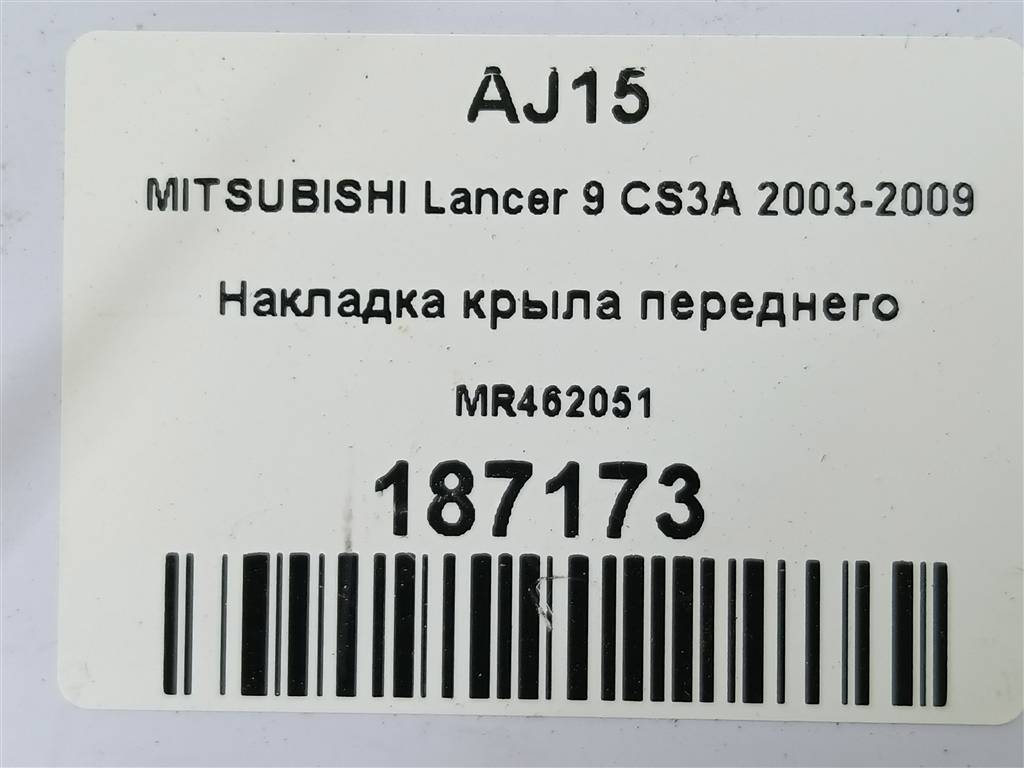 AJ15
MITSUBISHI Lancer 9 CS3A 2003-2009
Накладка крыла переднего
MR462051
187173